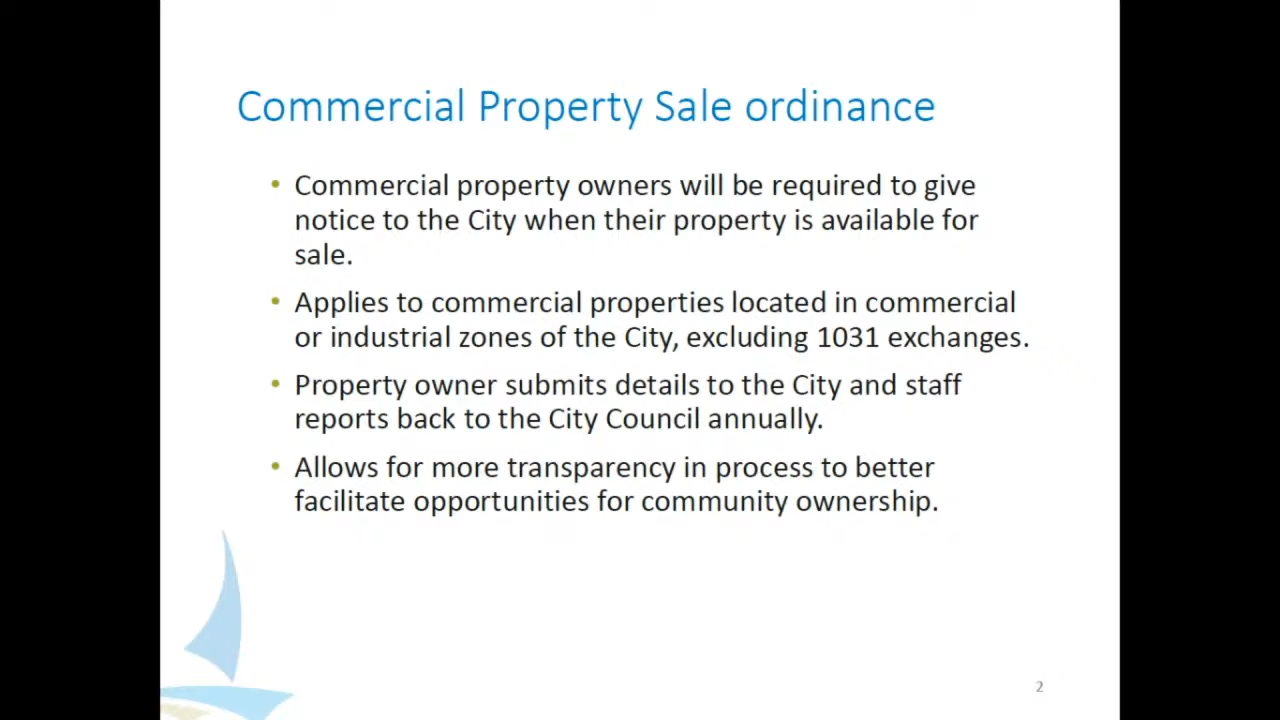 Commercial Property Sale ordinance
• Commercial property owners will be required to give
notice to the City when their property is available for
sale.
• Applies to commercial properties located in commercial
or industrial zones of the City, excluding 1031 exchanges.
• Property owner submits details to the City and staff
reports back to the City Council annually.
• Allows for more transparency in process to better
facilitate opportunities for community ownership.
2